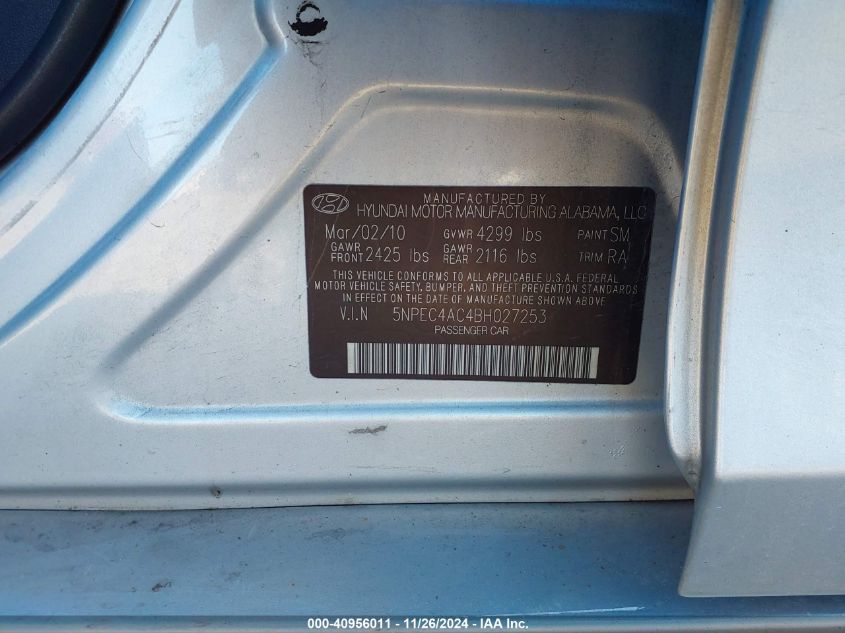 MANUFACTURED BY
HYUNDAI MOTOR MANUFACTURING ALABAMA, LLC
Mar/02/10 GVWR 4299 lbs PAINT SM
GAWR FRONT 2425 lbs GAWR REAR 2116 lbs TRIM RA
THIS VEHICLE CONFORMS TO ALL APPLICABLE U.S.A. FEDERAL
MOTOR VEHICLE SAFETY, BUMPER, AND THEFT PREVENTION STANDARDS
IN EFFECT ON THE DATE OF MANUFACTURE SHOWN ABOVE.
V.I.N 5NPEC4AC4BH027253
PASSENGER CAR
000-40956011 - 11/26/2024 - IAA, Inc.